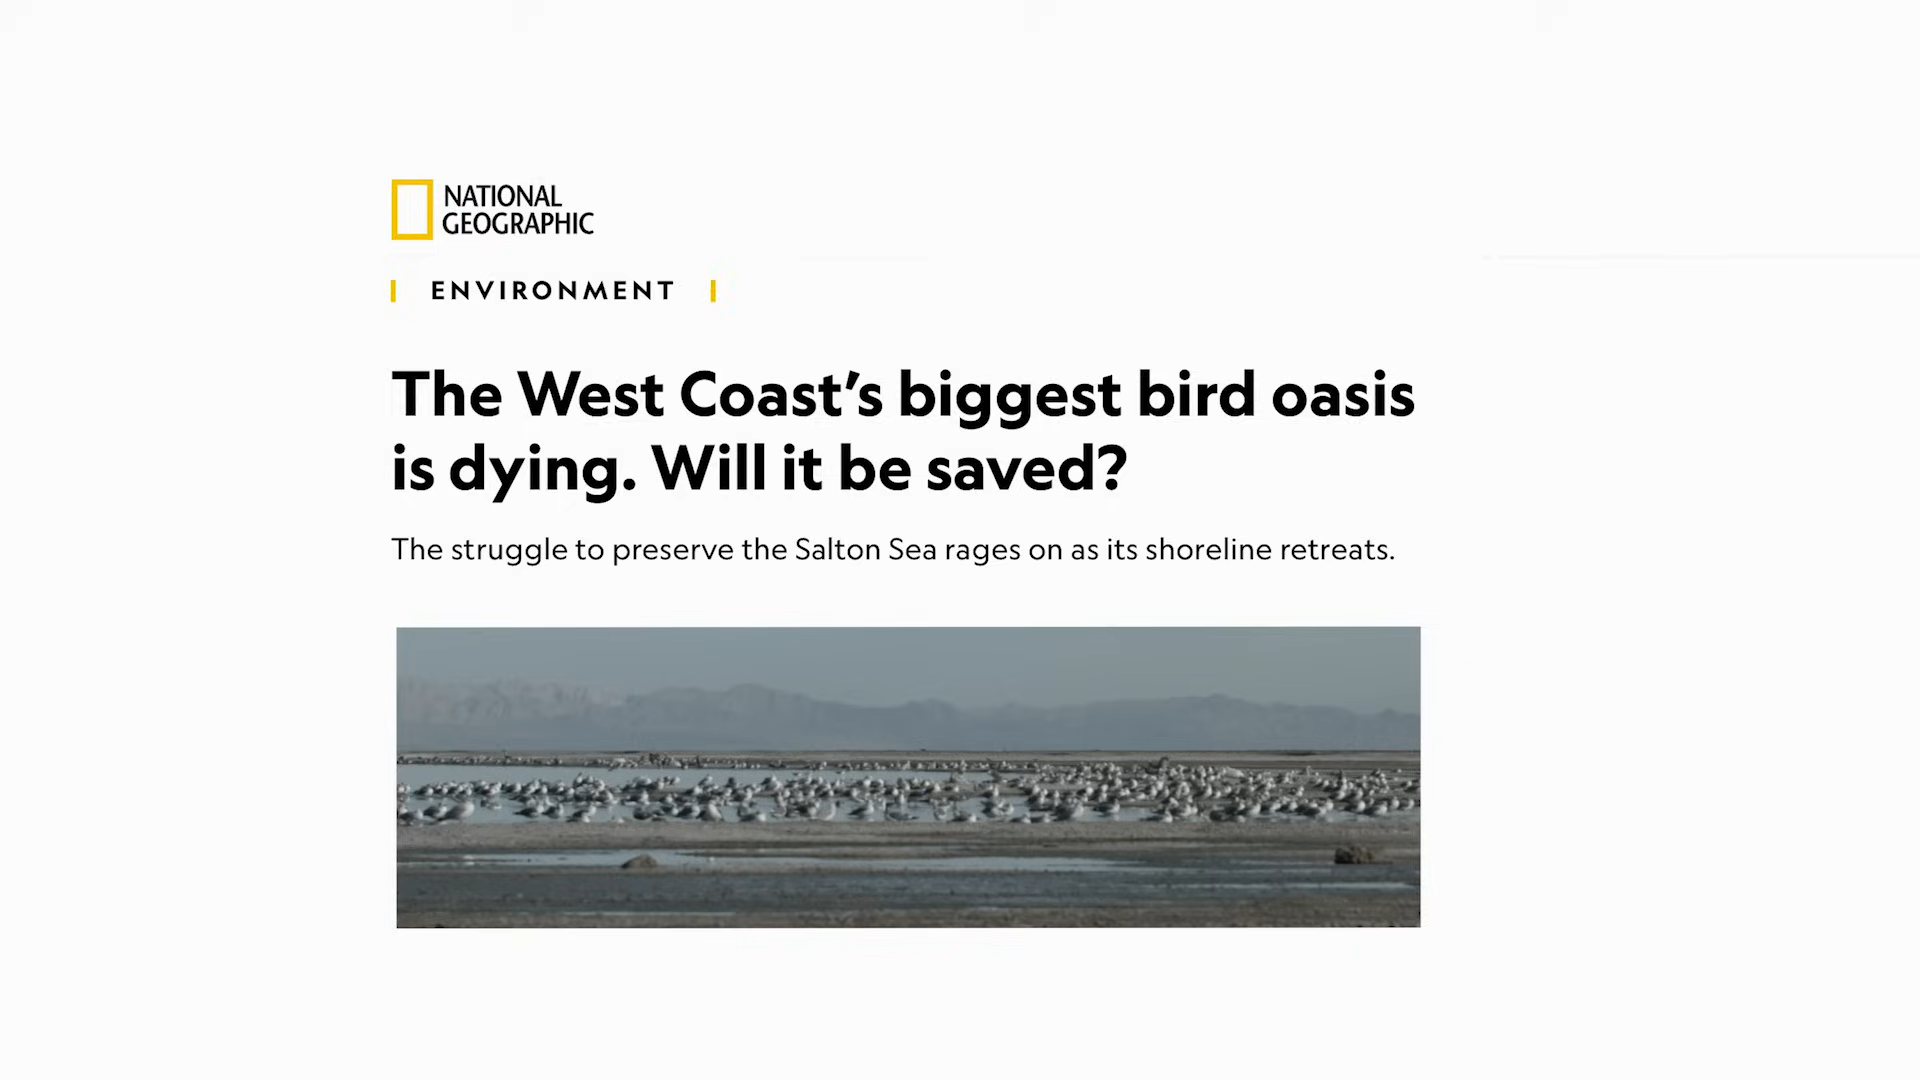 NATIONAL
GEOGRAPHIC
ENVIRONMENT
The West Coast’s biggest bird oasis
is dying. Will it be saved?
The struggle to preserve the Salton Sea rages on as its shoreline retreats.